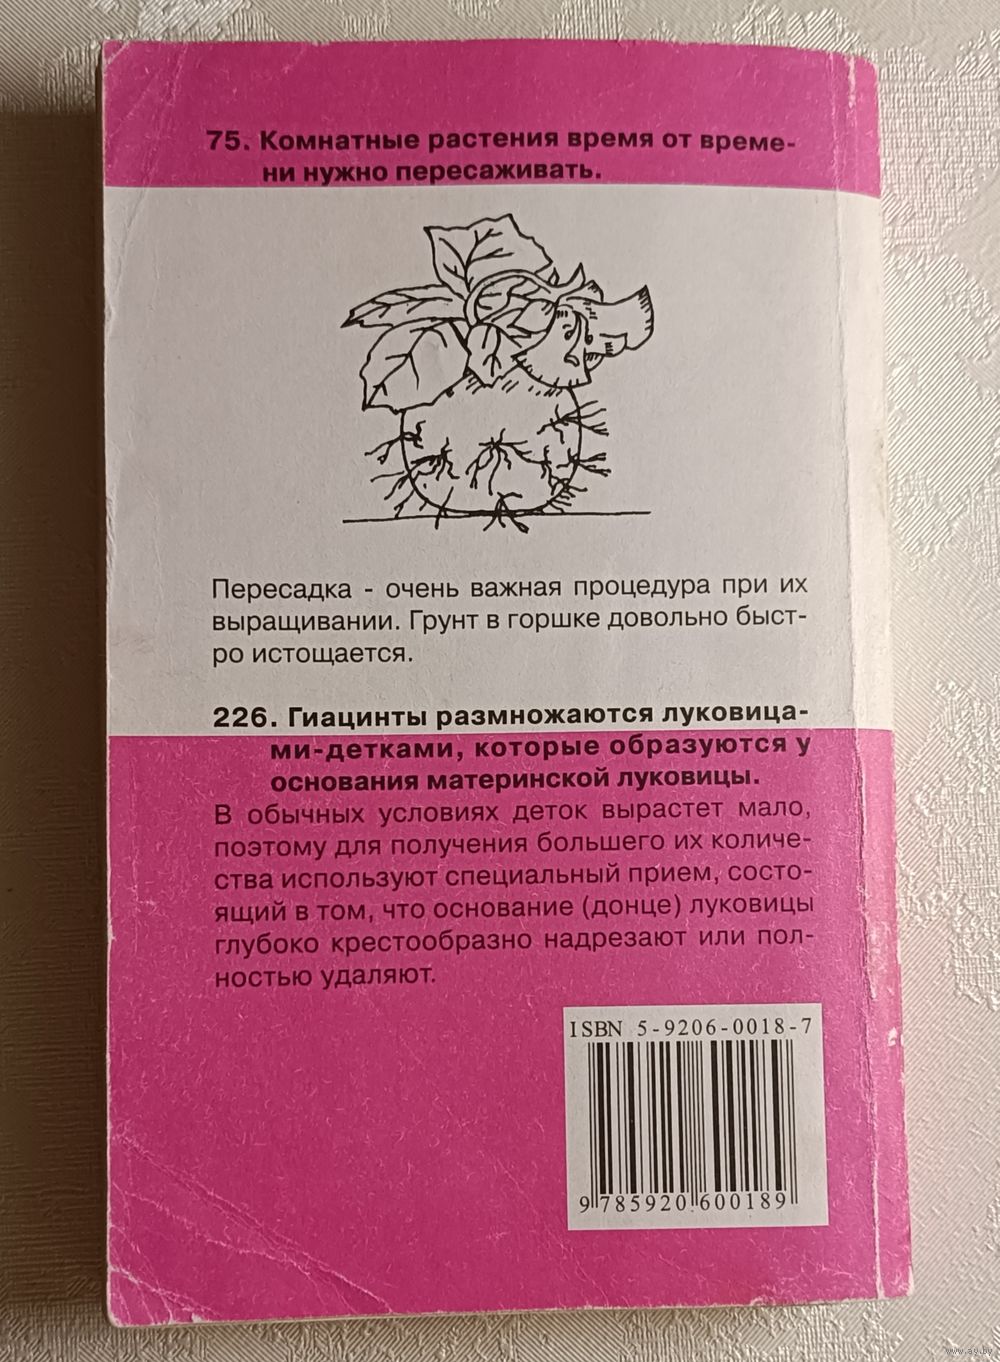 75. Комнатные растения время от време-
ни нужно пересаживать.
Пересадка - очень важная процедура при их
выращивании. Грунт в горшке довольно быст-
ро истощается.
226. Гиацинты размножаются луковица-
ми-детками, которые образуются у
основания материнской луковицы.
В обычных условиях деток вырастет мало,
поэтому для получения большего их количе-
ства используют специальный прием, состо-
ящий в том, что основание (донце) луковицы
глубоко крестообразно надрезают или пол-
ностью удаляют.
ISBN 5-9206-0018-7
9 785920 600189
www.ay.by